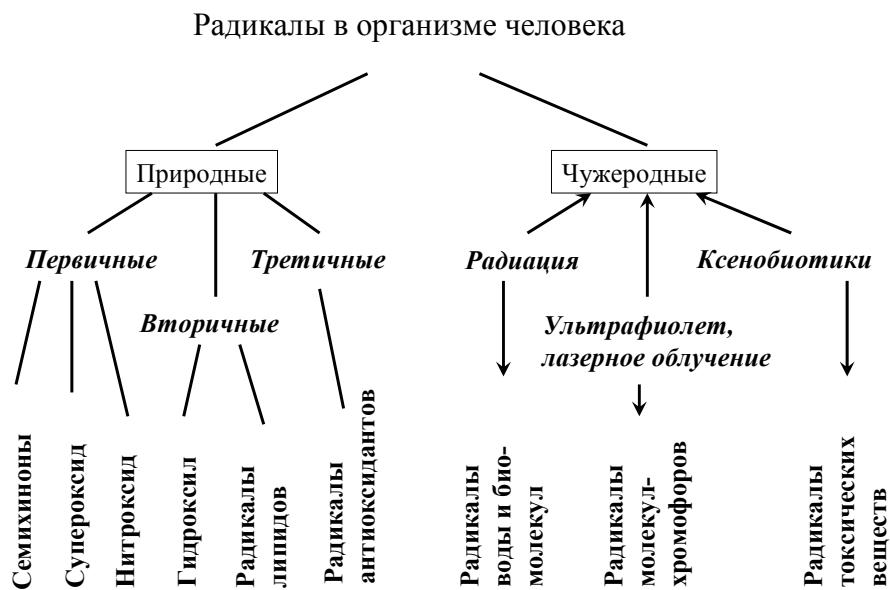 Радикалы в организме человека
Природные
Чужеродные
Первичные
Третичные
Радиация
Ксенобиотики
Вторичные
Ультрафиолет,
лазерное облучение
Семихиноны
Супероксид
Нитроксид
Гидроксил
Радикалы
липидов
Радикалы
антиоксидантов
Радикалы
воды и био-
молекул
Радикалы
молекул-
хромофоров
Радикалы
токсических
веществ